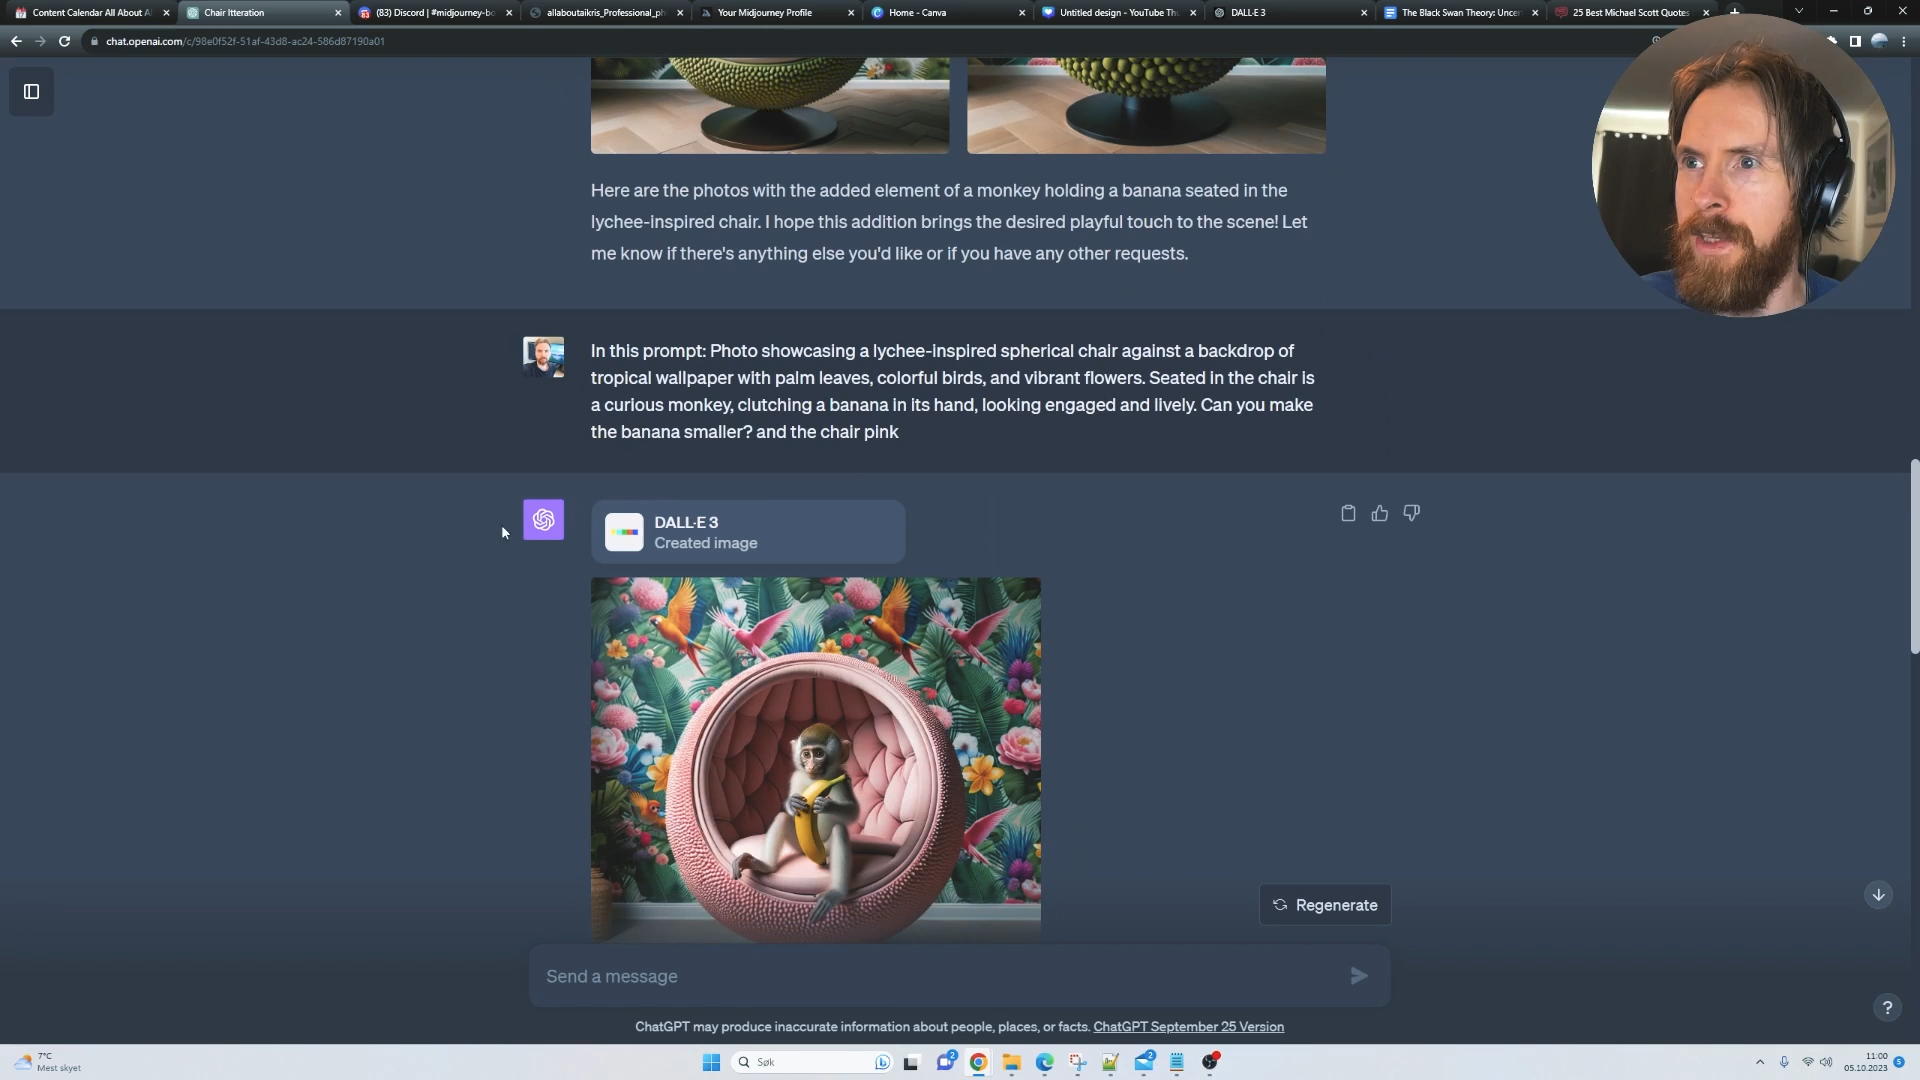 Content Calendar All About A
Chair Itteration
(83) Discord | #midjourney-bo
allaboutaikris_Professional_ph
Your Midjourney Profile
Home - Canva
Untitled design - YouTube Th
DALL·E 3
The Black Swan Theory: Uncer
25 Best Michael Scott Quotes
chat.openai.com/c/98e0f52f-51af-43d8-ac24-586d87190a01
Here are the photos with the added element of a monkey holding a banana seated in the
lychee-inspired chair. I hope this addition brings the desired playful touch to the scene! Let
me know if there's anything else you'd like or if you have any other requests.
In this prompt: Photo showcasing a lychee-inspired spherical chair against a backdrop of
tropical wallpaper with palm leaves, colorful birds, and vibrant flowers. Seated in the chair is
a curious monkey, clutching a banana in its hand, looking engaged and lively. Can you make
the banana smaller? and the chair pink
DALL·E 3
Created image
Regenerate
Send a message
ChatGPT may produce inaccurate information about people, places, or facts. ChatGPT September 25 Version
?
7°C
Mest skyet
Søk
2
2
11:00
05.10.2023
5